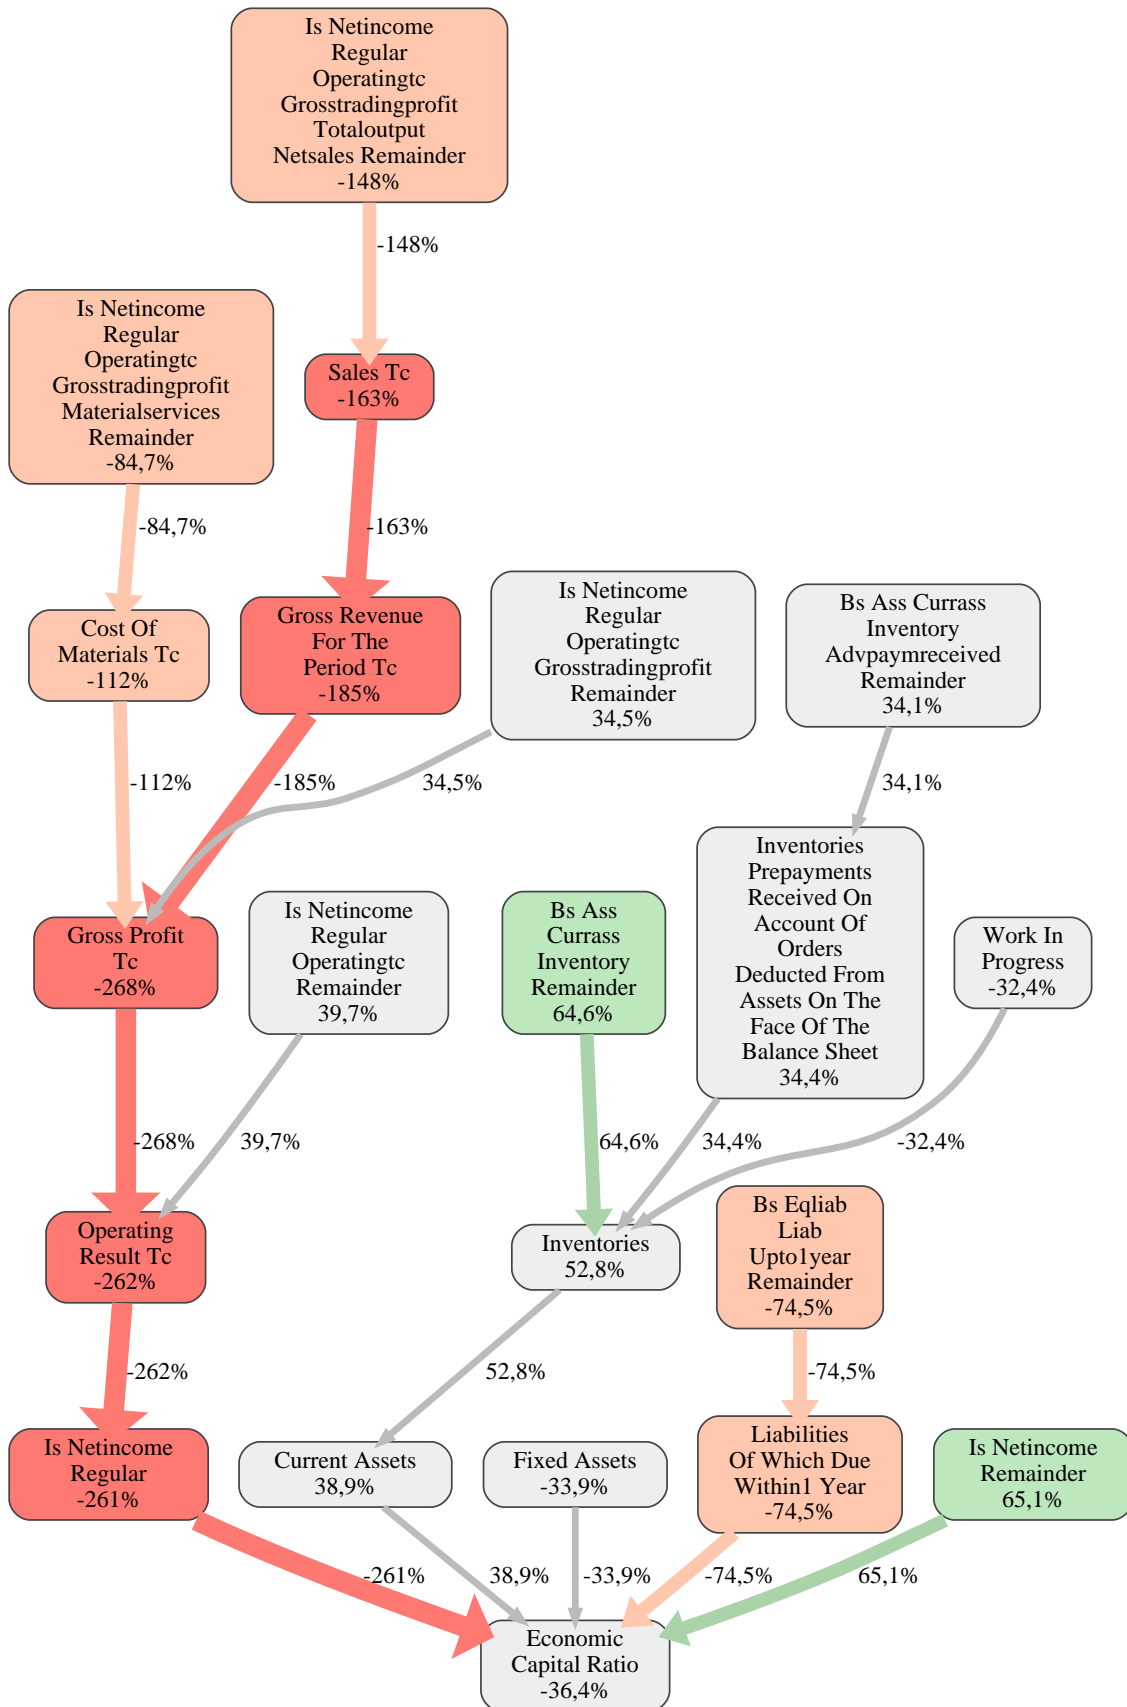 Is Netincome
Regular
Operatingtc
Grosstradingprofit
Totaloutput
Netsales Remainder
-148%
-148%
Is Netincome
Regular
Operatingtc
Grosstradingprofit
Materialservices
Remainder
-84,7%
Sales Tc
-163%
-84,7%
-163%
Cost Of
Materials Tc
-112%
Gross Revenue
For The
Period Tc
-185%
Is Netincome
Regular
Operatingtc
Grosstradingprofit
Remainder
34,5%
Bs Ass Currass
Inventory
Advpaymreceived
Remainder
34,1%
-112%
-185%
34,5%
34,1%
Gross Profit
Tc
-268%
Is Netincome
Regular
Operatingtc
Remainder
39,7%
Bs Ass
Currass
Inventory
Remainder
64,6%
Inventories
Prepayments
Received On
Account Of
Orders
Deducted From
Assets On The
Face Of The
Balance Sheet
34,4%
Work In
Progress
-32,4%
-268%
39,7%
64,6%
34,4%
-32,4%
Operating
Result Tc
-262%
Inventories
52,8%
Bs Eqliab
Liab
Upto1year
Remainder
-74,5%
-262%
52,8%
-74,5%
Is Netincome
Regular
-261%
Current Assets
38,9%
Fixed Assets
-33,9%
Liabilities
Of Which Due
Within1 Year
-74,5%
Is Netincome
Remainder
65,1%
-261%
38,9%
-33,9%
-74,5%
65,1%
Economic
Capital Ratio
-36,4%